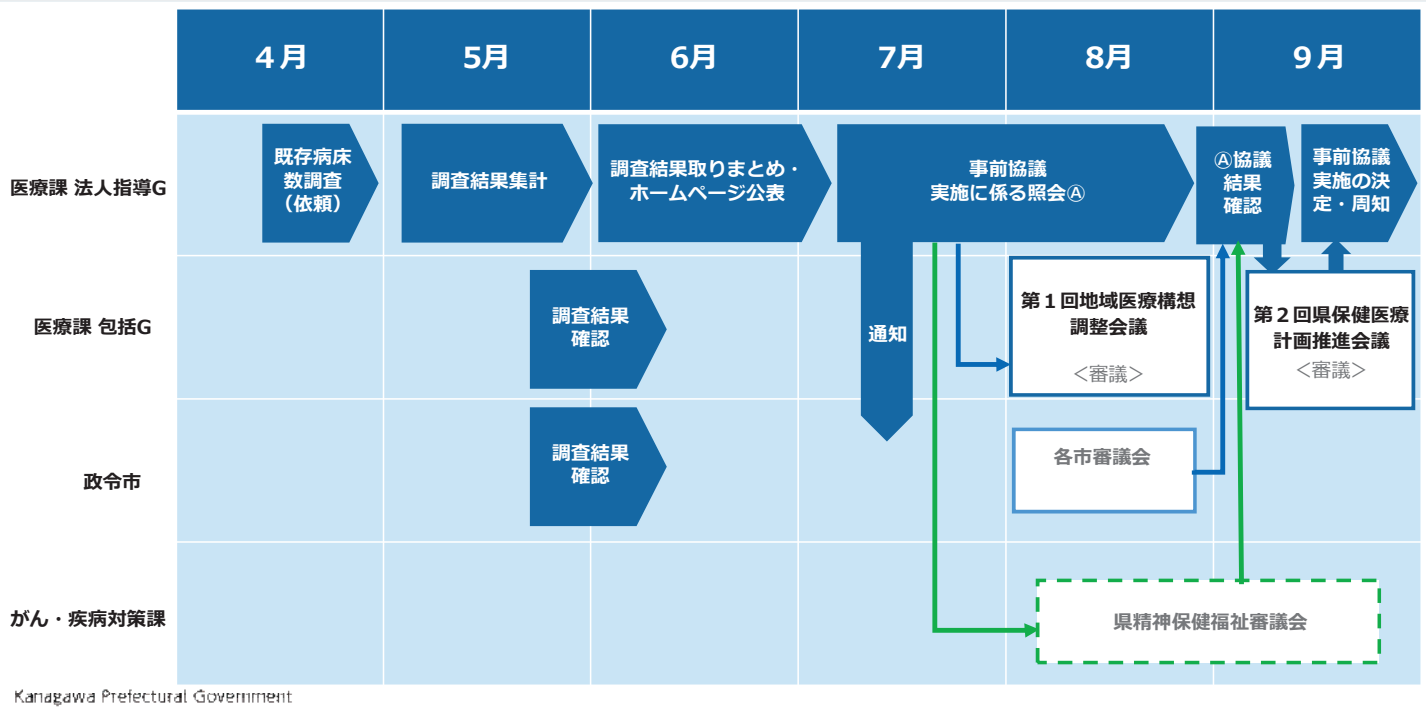 ４月
5月
6月
7月
8月
９月
医療課 法人指導G
既存病床
数調査
（依頼）
調査結果集計
調査結果取りまとめ・
ホームページ公表
事前協議
実施に係る照会Ⓐ
Ⓐ協議
結果
確認
事前協議
実施の決
定・周知
医療課 包括G
調査結果
確認
通知
第１回地域医療構想
調整会議
＜審議＞
第２回県保健医療
計画推進会議
＜審議＞
政令市
調査結果
確認
各市審議会
がん・疾病対策課
県精神保健福祉審議会
Kanagawa Prefectural Government